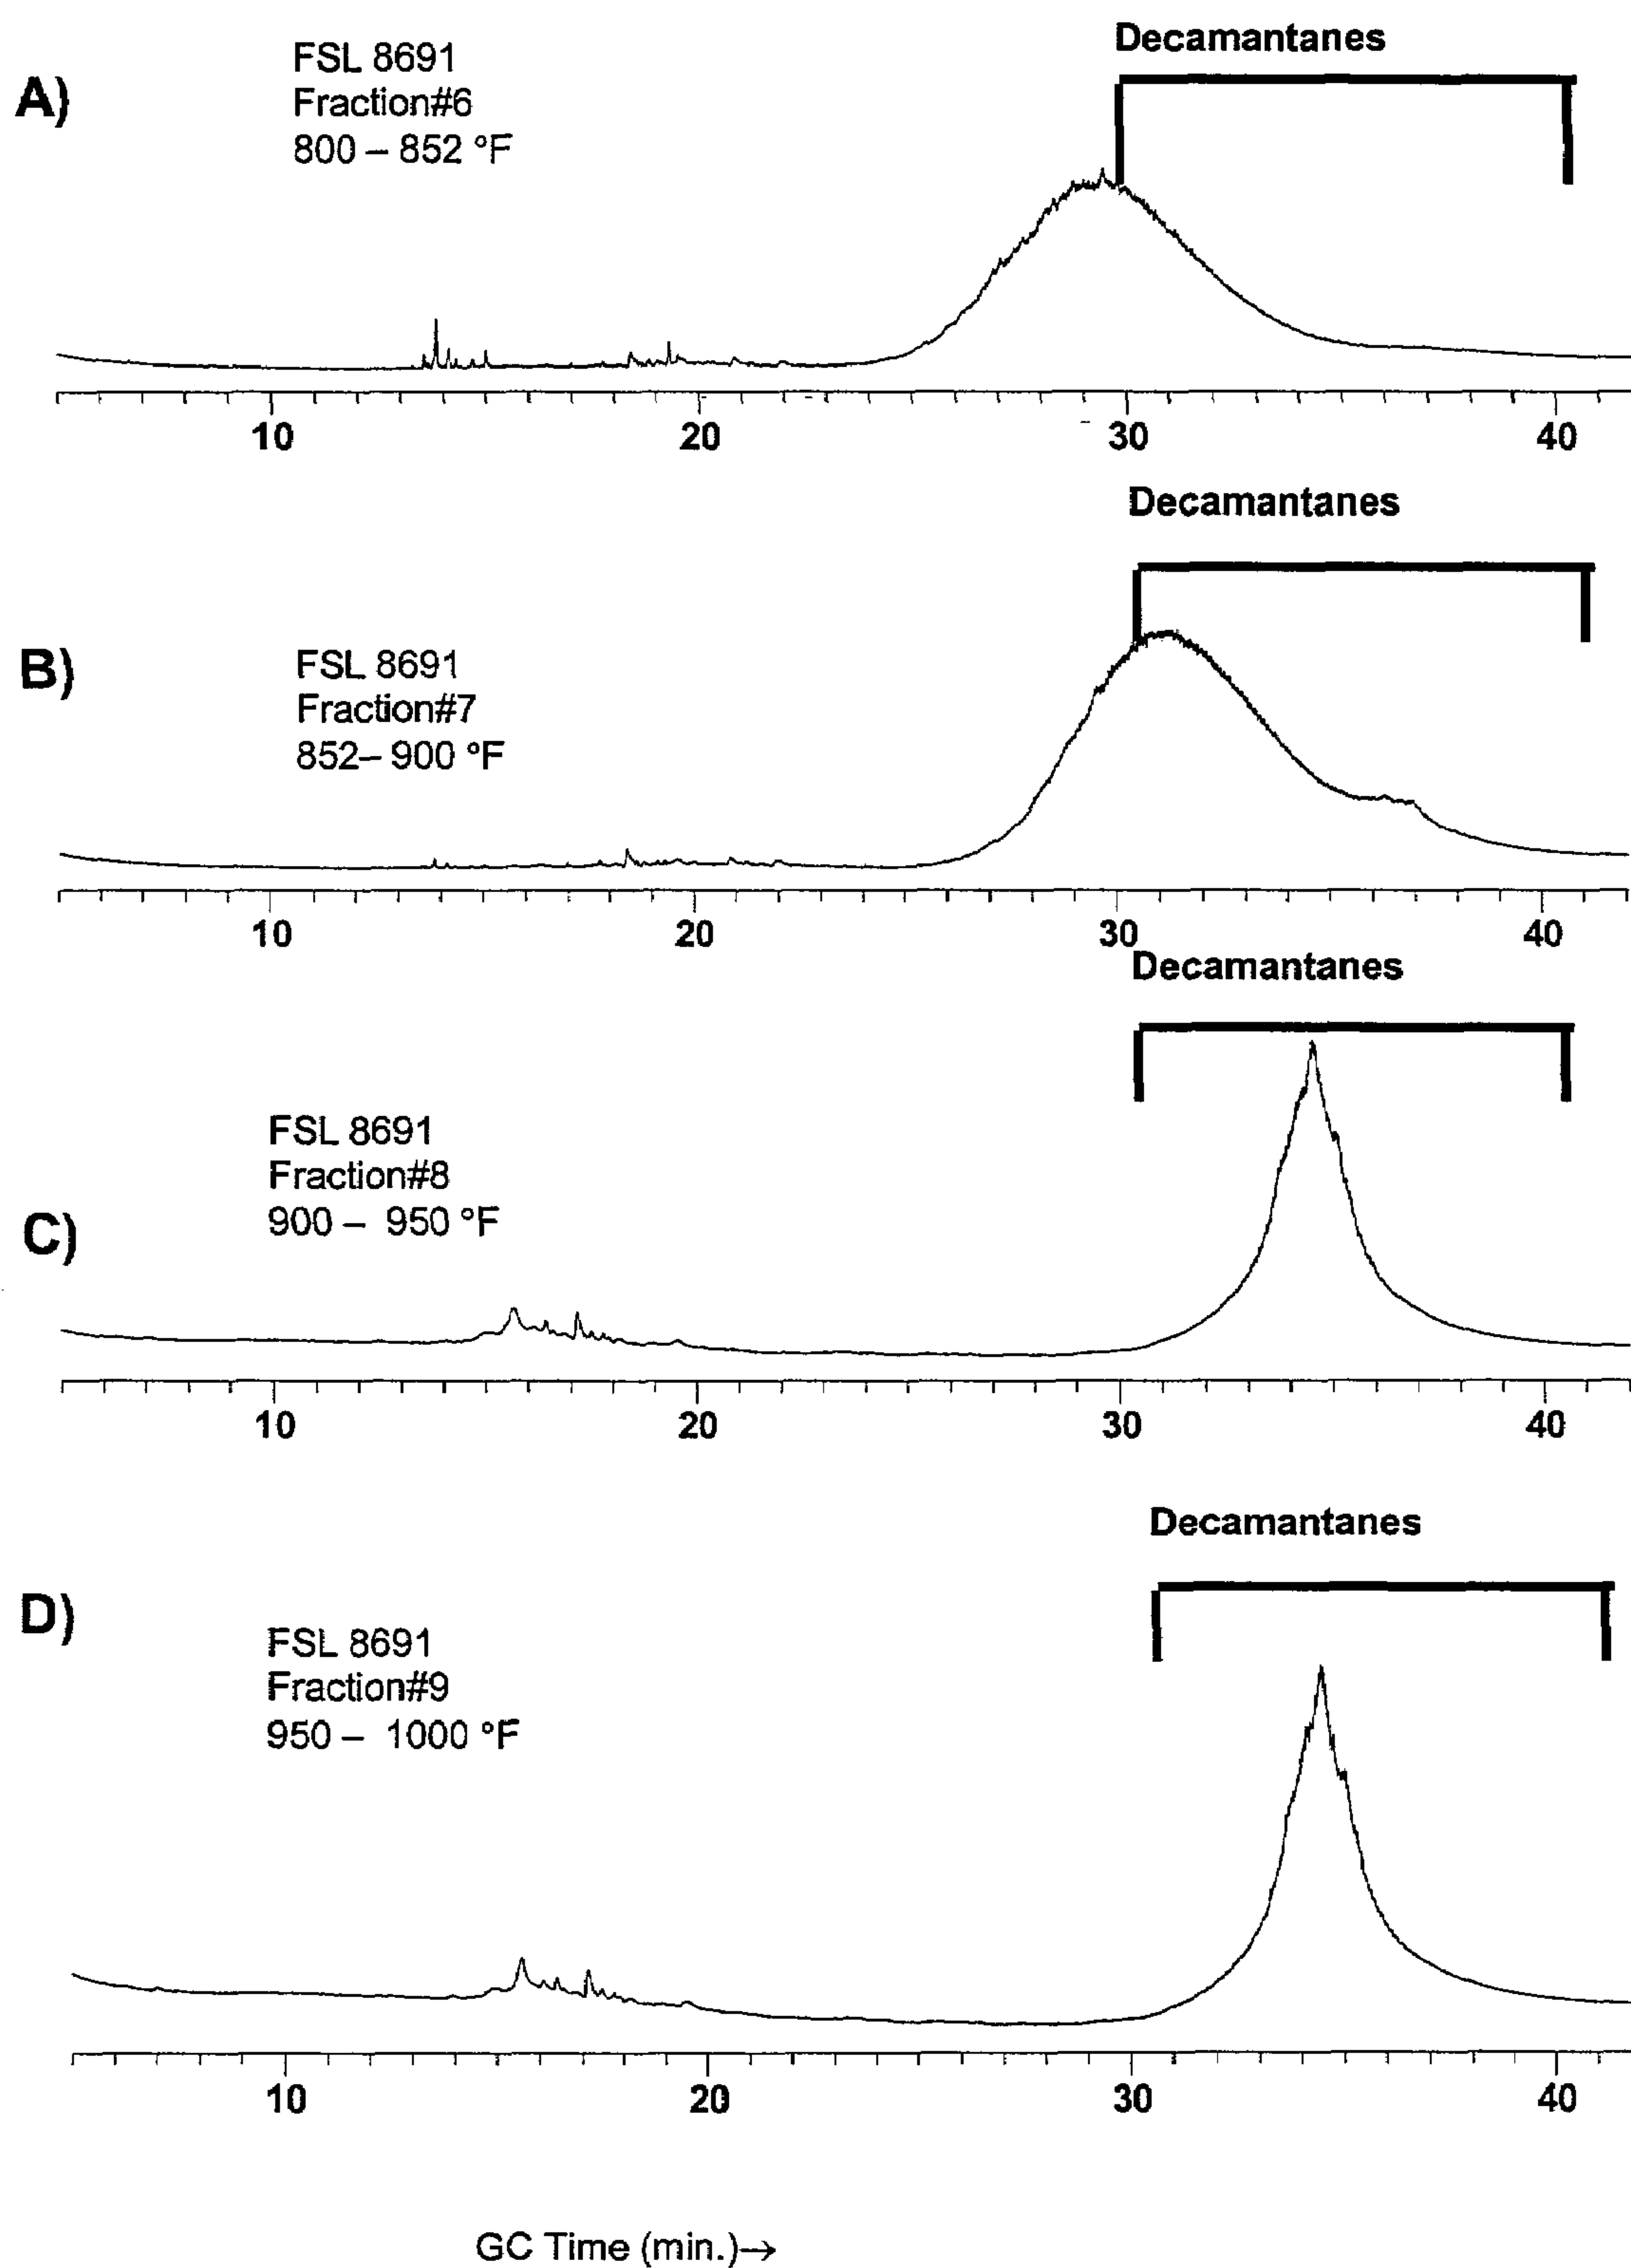 Decamantanes
A)
FSL 8691
Fraction#6
800 – 852 °F
10 20 30 40
Decamantanes
B)
FSL 8691
Fraction#7
852– 900 °F
10 20 30 40
Decamantanes
C)
FSL 8691
Fraction#8
900 – 950 °F
10 20 30 40
Decamantanes
D)
FSL 8691
Fraction#9
950 – 1000 °F
10 20 30 40
GC Time (min.)→